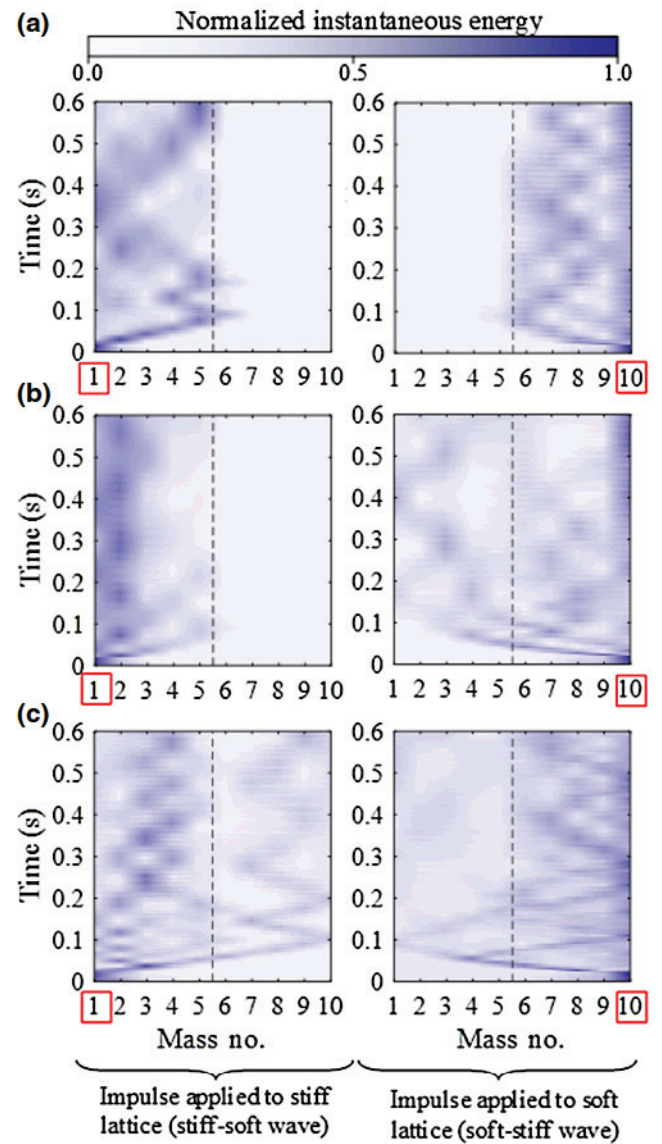 (a)
Normalized instantaneous energy
0.0 0.5 1.0
0.6
0.5
0.4
0.3
0.2
0.1
0
Time (s)
1 2 3 4 5 6 7 8 9 10
1 2 3 4 5 6 7 8 9 10
(b)
0.6
0.5
0.4
0.3
0.2
0.1
0
Time (s)
1 2 3 4 5 6 7 8 9 10
1 2 3 4 5 6 7 8 9 10
(c)
0.6
0.5
0.4
0.3
0.2
0.1
0
Time (s)
1 2 3 4 5 6 7 8 9 10
1 2 3 4 5 6 7 8 9 10
Mass no.
Mass no.
Impulse applied to stiff
lattice (stiff-soft wave)
Impulse applied to soft
lattice (soft-stiff wave)